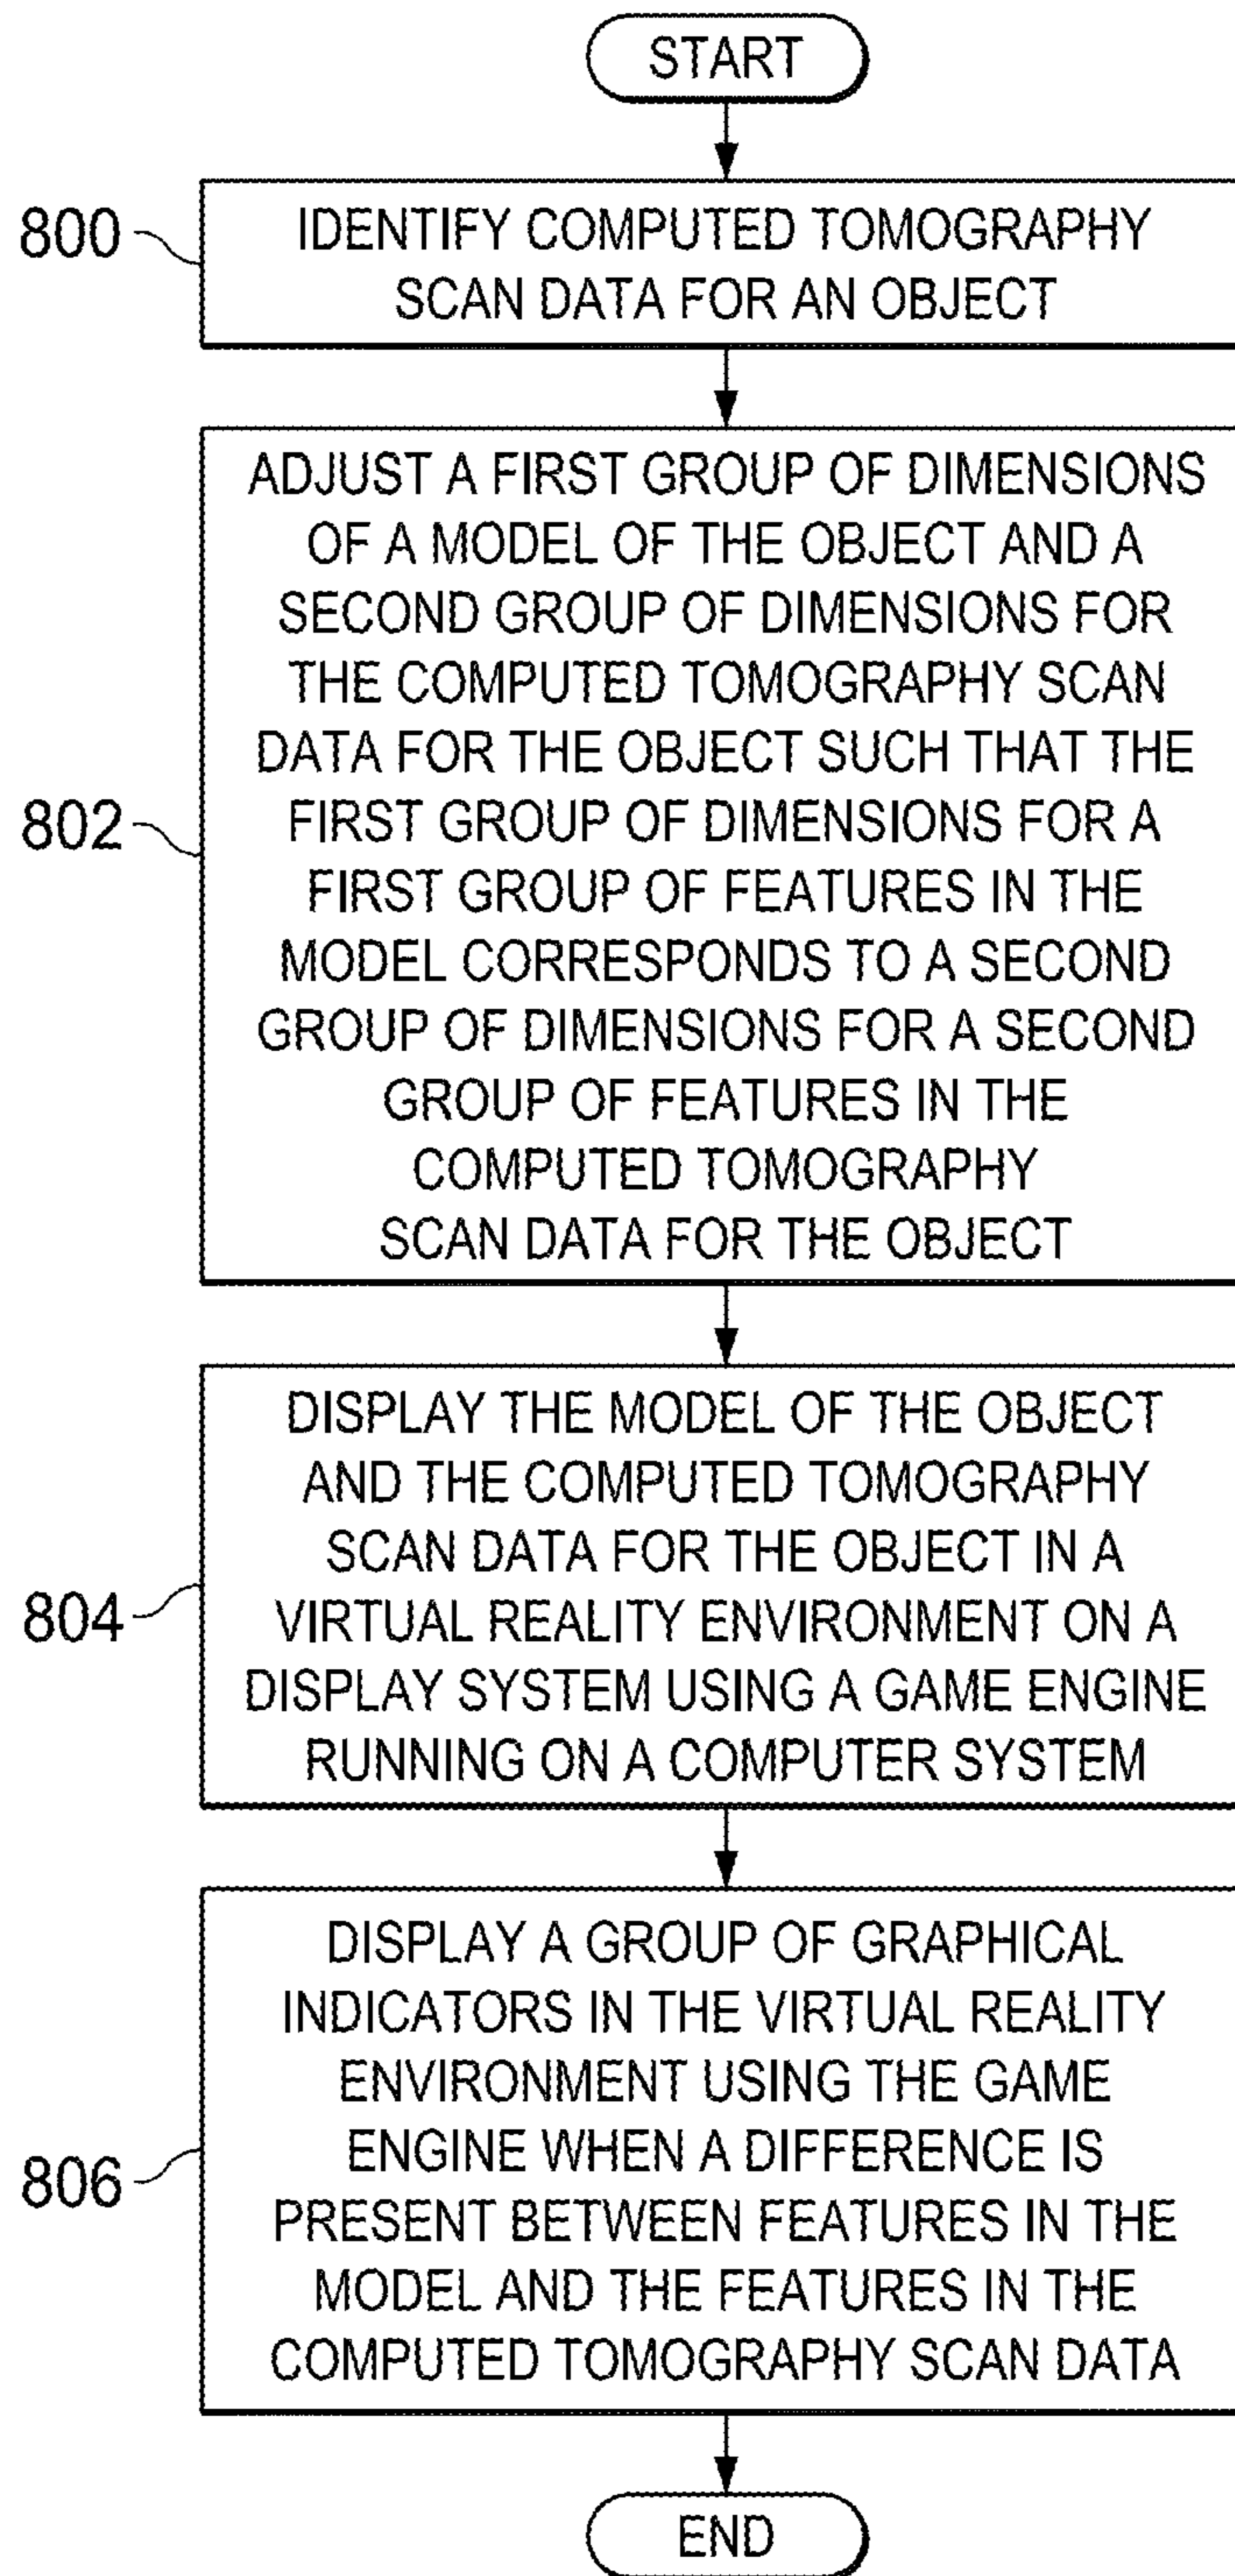 START
800
IDENTIFY COMPUTED TOMOGRAPHY
SCAN DATA FOR AN OBJECT
802
ADJUST A FIRST GROUP OF DIMENSIONS
OF A MODEL OF THE OBJECT AND A
SECOND GROUP OF DIMENSIONS FOR
THE COMPUTED TOMOGRAPHY SCAN
DATA FOR THE OBJECT SUCH THAT THE
FIRST GROUP OF DIMENSIONS FOR A
FIRST GROUP OF FEATURES IN THE
MODEL CORRESPONDS TO A SECOND
GROUP OF DIMENSIONS FOR A SECOND
GROUP OF FEATURES IN THE
COMPUTED TOMOGRAPHY
SCAN DATA FOR THE OBJECT
804
DISPLAY THE MODEL OF THE OBJECT
AND THE COMPUTED TOMOGRAPHY
SCAN DATA FOR THE OBJECT IN A
VIRTUAL REALITY ENVIRONMENT ON A
DISPLAY SYSTEM USING A GAME ENGINE
RUNNING ON A COMPUTER SYSTEM
806
DISPLAY A GROUP OF GRAPHICAL
INDICATORS IN THE VIRTUAL REALITY
ENVIRONMENT USING THE GAME
ENGINE WHEN A DIFFERENCE IS
PRESENT BETWEEN FEATURES IN THE
MODEL AND THE FEATURES IN THE
COMPUTED TOMOGRAPHY SCAN DATA
END